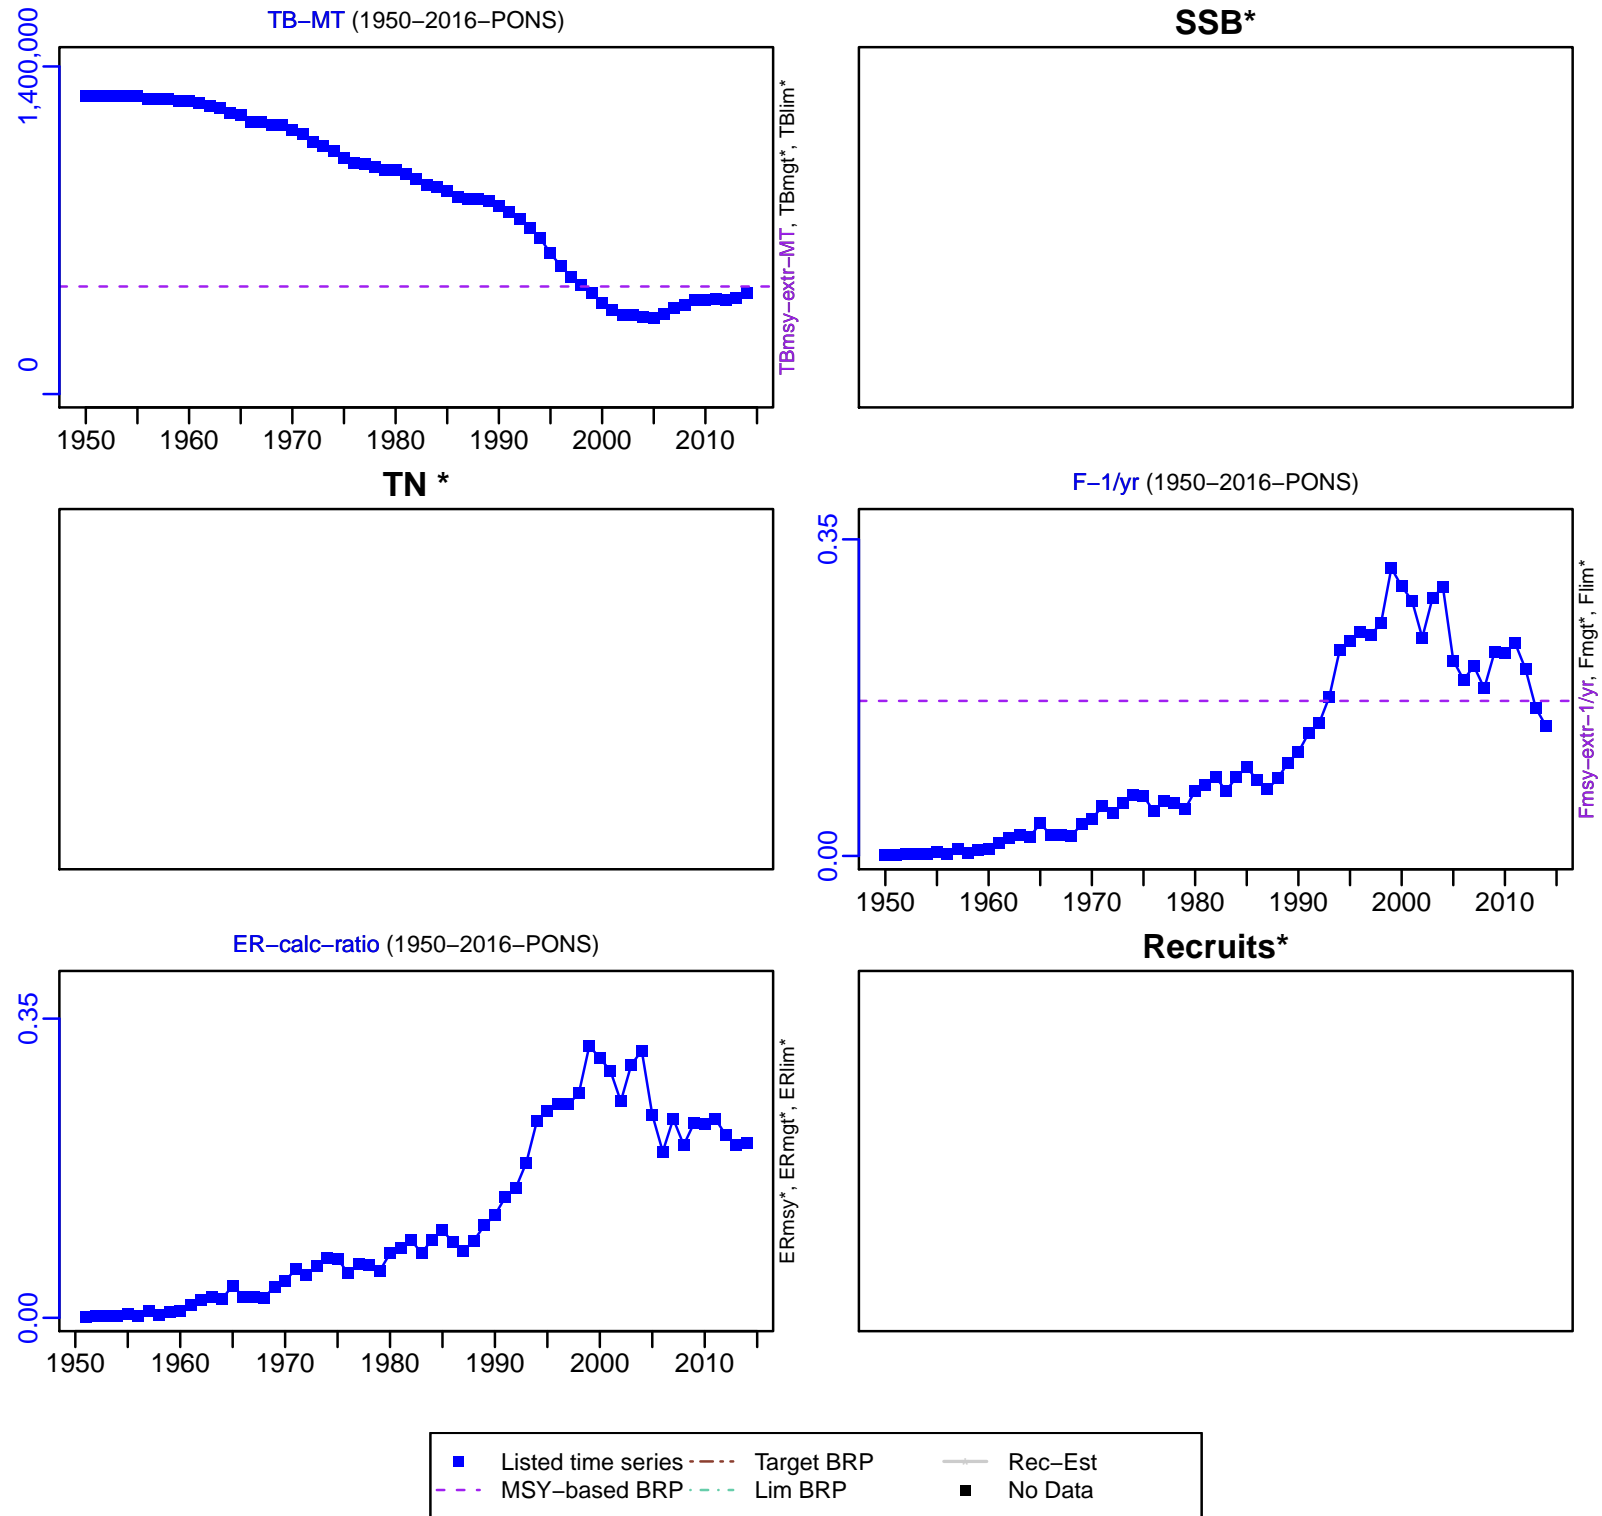 TB−MT (1950−2016−PONS)
1,400,000
0
TBmsy−extr−MT, TBmgt*, TBlim*
1950 1960 1970 1980 1990 2000 2010
SSB*
TN *
F−1/yr (1950−2016−PONS)
0.35
0.00
Fmsy−extr−1/yr, Fmgt*, Flim*
1950 1960 1970 1980 1990 2000 2010
ER−calc−ratio (1950−2016−PONS)
0.35
0.00
ERmsy*, ERmgt*, ERlim*
1950 1960 1970 1980 1990 2000 2010
Recruits*
Listed time series Target BRP Rec−Est
MSY−based BRP Lim BRP No Data